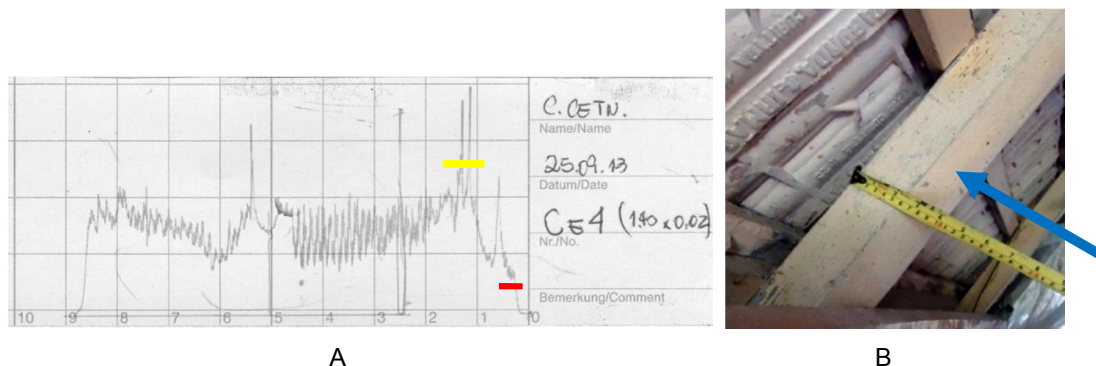 C. CETN.
Name/Name
25.09.13
Datum/Date
CE4 (1.40 x 0.02)
Nr./No.
Bemerkung/Comment
10 9 8 7 6 5 4 3 2 1 0
A B